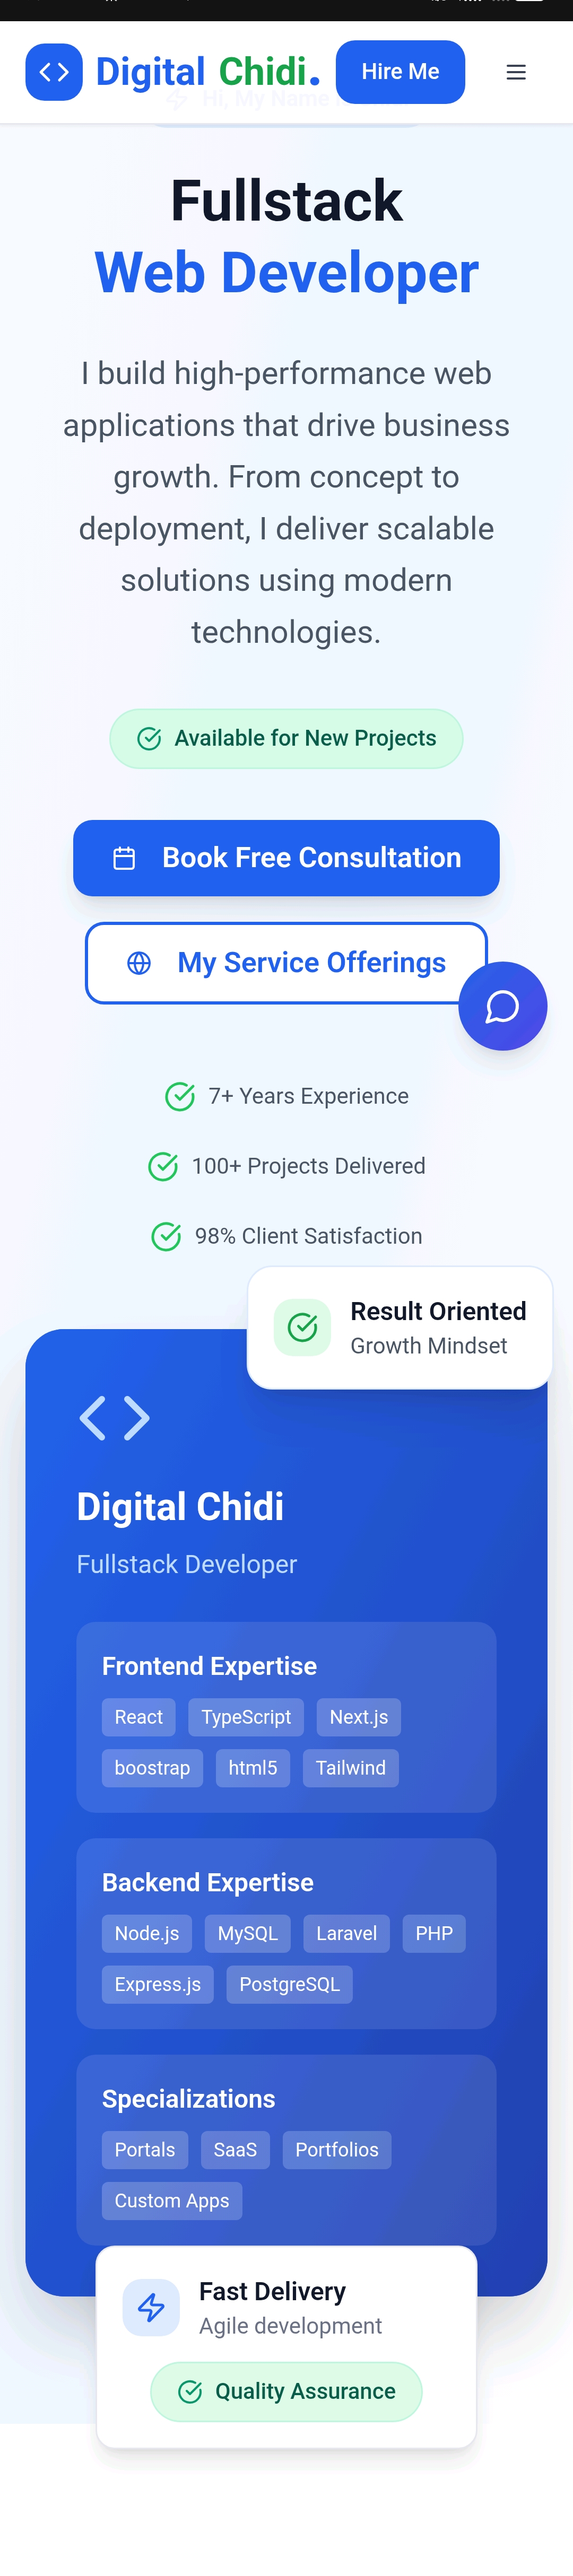 Digital Chidi.
Hire Me
Hi, My Name
Fullstack
Web Developer
I build high-performance web
applications that drive business
growth. From concept to
deployment, I deliver scalable
solutions using modern
technologies.
Available for New Projects
Book Free Consultation
My Service Offerings
7+ Years Experience
100+ Projects Delivered
98% Client Satisfaction
Result Oriented
Growth Mindset
Digital Chidi
Fullstack Developer
Frontend Expertise
React TypeScript Next.js
boostrap html5 Tailwind
Backend Expertise
Node.js MySQL Laravel PHP
Express.js PostgreSQL
Specializations
Portals SaaS Portfolios
Custom Apps
Fast Delivery
Agile development
Quality Assurance